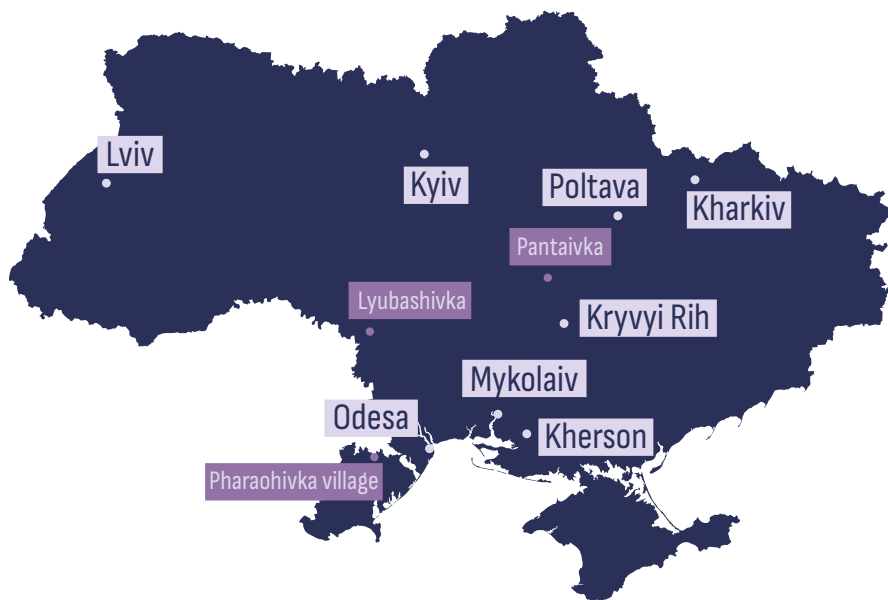 Lviv
Kyiv
Poltava
Kharkiv
Pantaivka
Lyubashivka
Kryvyi Rih
Mykolaiv
Odesa
Kherson
Pharaohivka village